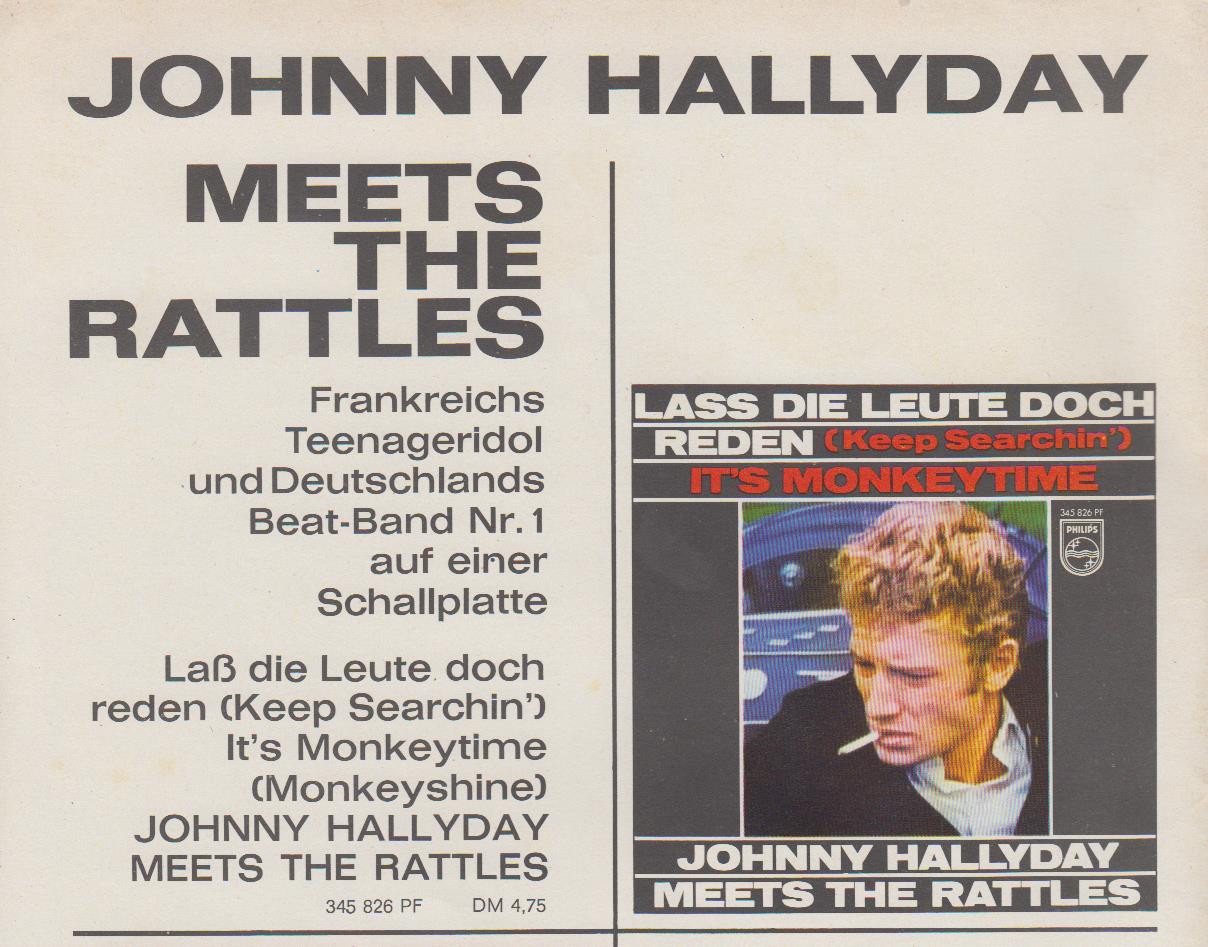 JOHNNY HALLYDAY
MEETS
THE
RATTLES
Frankreichs
Teenageridol
und Deutschlands
Beat-Band Nr. 1
auf einer
Schallplatte
Laß die Leute doch
reden (Keep Searchin’)
It’s Monkeytime
(Monkeyshine)
JOHNNY HALLYDAY
MEETS THE RATTLES
345 826 PF DM 4,75
LASS DIE LEUTE DOCH
REDEN (Keep Searchin’)
IT’S MONKEYTIME
345 826 PF
PHILIPS
JOHNNY HALLYDAY
MEETS THE RATTLES